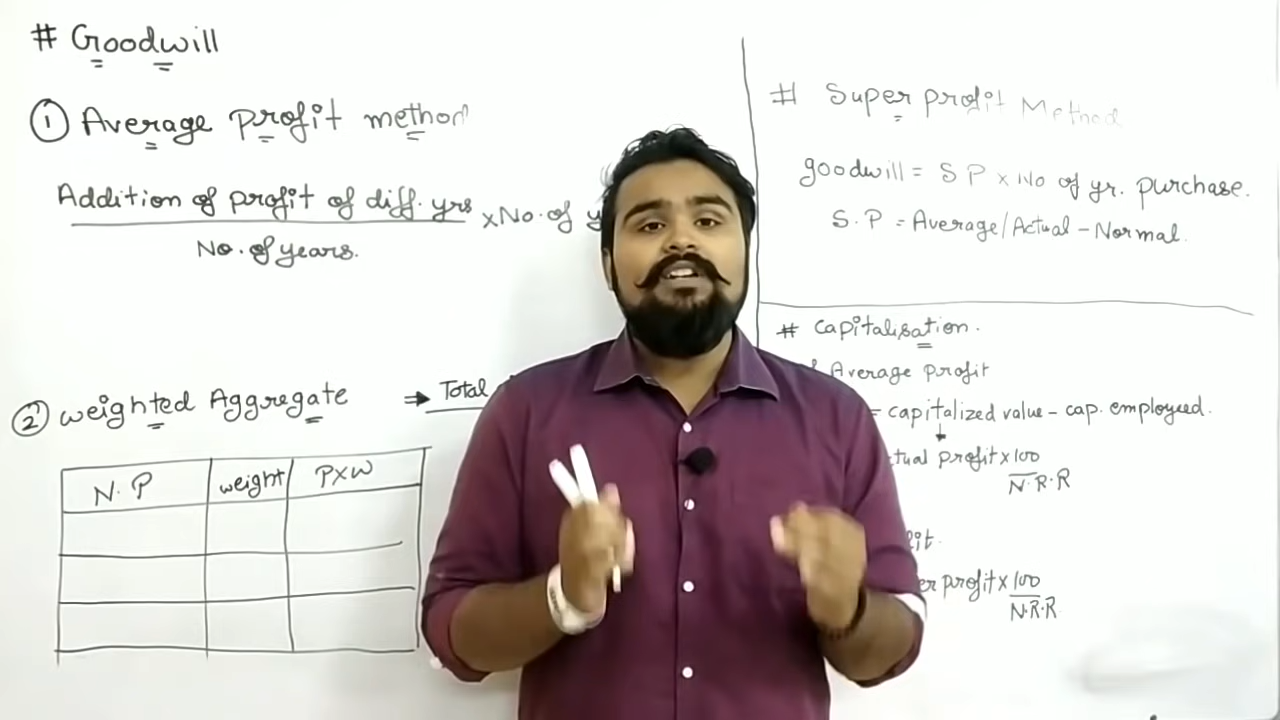 # Goodwill
① Average profit method
Addition of profit of diff. yrs × No. of y
No. of years.
② weighted Aggregate → Total
N. P weight P×W
# Super profit Method
goodwill = S P × No of yr. purchase.
S. P = Average/Actual - Normal.
# Capitalisation.
Average profit
= capitalized value - cap. employeed.
tual profit × 100
N. R. R
fit.
er profit × 100
N. R. R